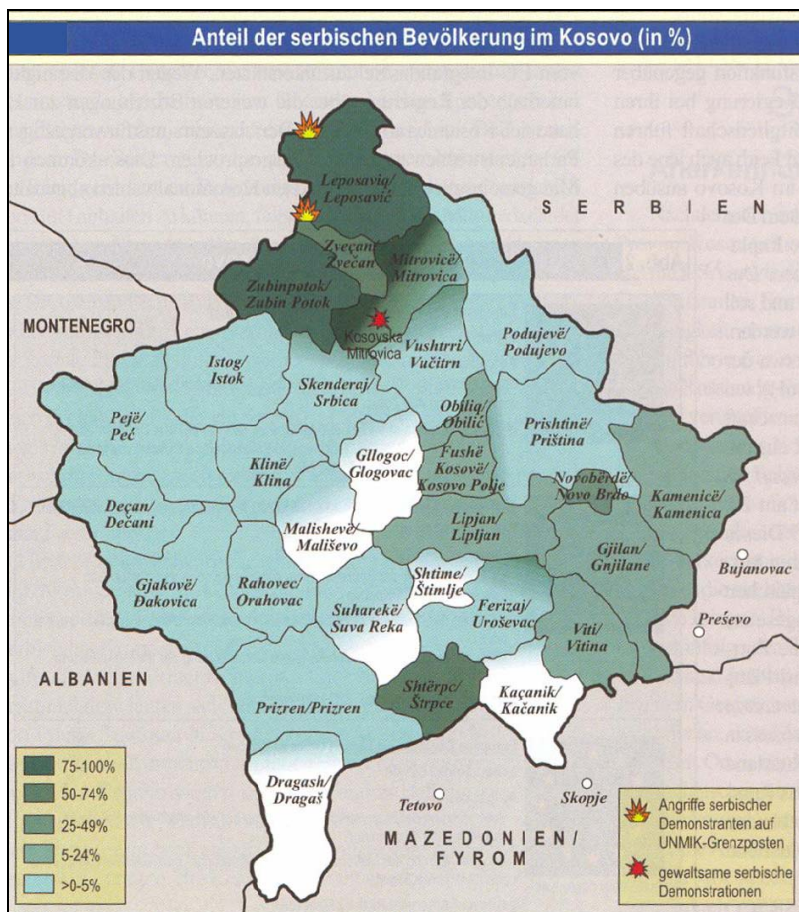 Anteil der serbischen Bevölkerung im Kosovo (in %)
Leposaviq/
Leposavić
SERBIEN
Zveçan/
Zvečan
Mitrovicë/
Mitrovica
Zubinpotok/
Zubin Potok
MONTENEGRO
Kosovska
Mitrovica
Vushtrri/
Vučitrn
Podujevë/
Podujevo
Istog/
Istok
Skenderaj/
Srbica
Pejë/
Peć
Obiliq/
Obilić
Prishtinë/
Priština
Klinë/
Klina
Gllogoc/
Glogovac
Fushë
Kosovë/
Kosovo Polje
Novobërdë/
Novo Brdo
Kamenicë/
Kamenica
Deçan/
Dečani
Malishevë/
Mališevo
Lipjan/
Lipljan
Gjilan/
Gnjilane
Bujanovac
Gjakovë/
Đakovica
Rahovec/
Orahovac
Shtime/
Štimlje
Suharekë/
Suva Reka
Ferizaj/
Uroševac
Viti/
Vitina
Preševo
ALBANIEN
Prizren/Prizren
Shtërpc/
Štrpce
Kaçanik/
Kačanik
Dragash/
Dragaš
Tetovo
Skopje
MAZEDONIEN/
FYROM
75-100%
50-74%
25-49%
5-24%
>0-5%
Angriffe serbischer
Demonstranten auf
UNMIK-Grenzposten
gewaltsame serbische
Demonstrationen